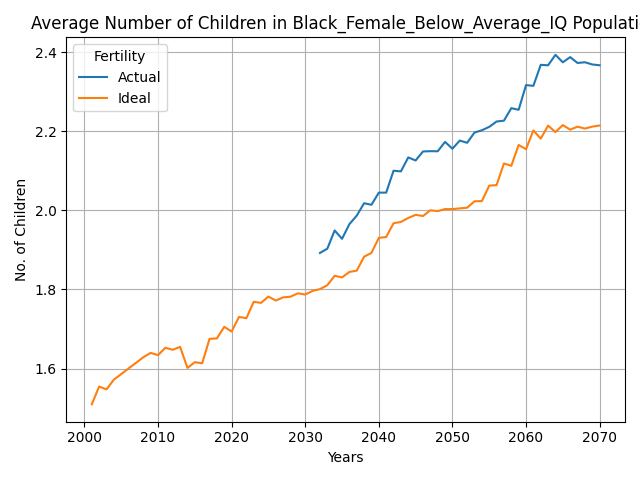 Average Number of Children in Black_Female_Below_Average_IQ Populati
Fertility
Actual
Ideal
No. of Children
2.4
2.2
2.0
1.8
1.6
2000 2010 2020 2030 2040 2050 2060 2070
Years